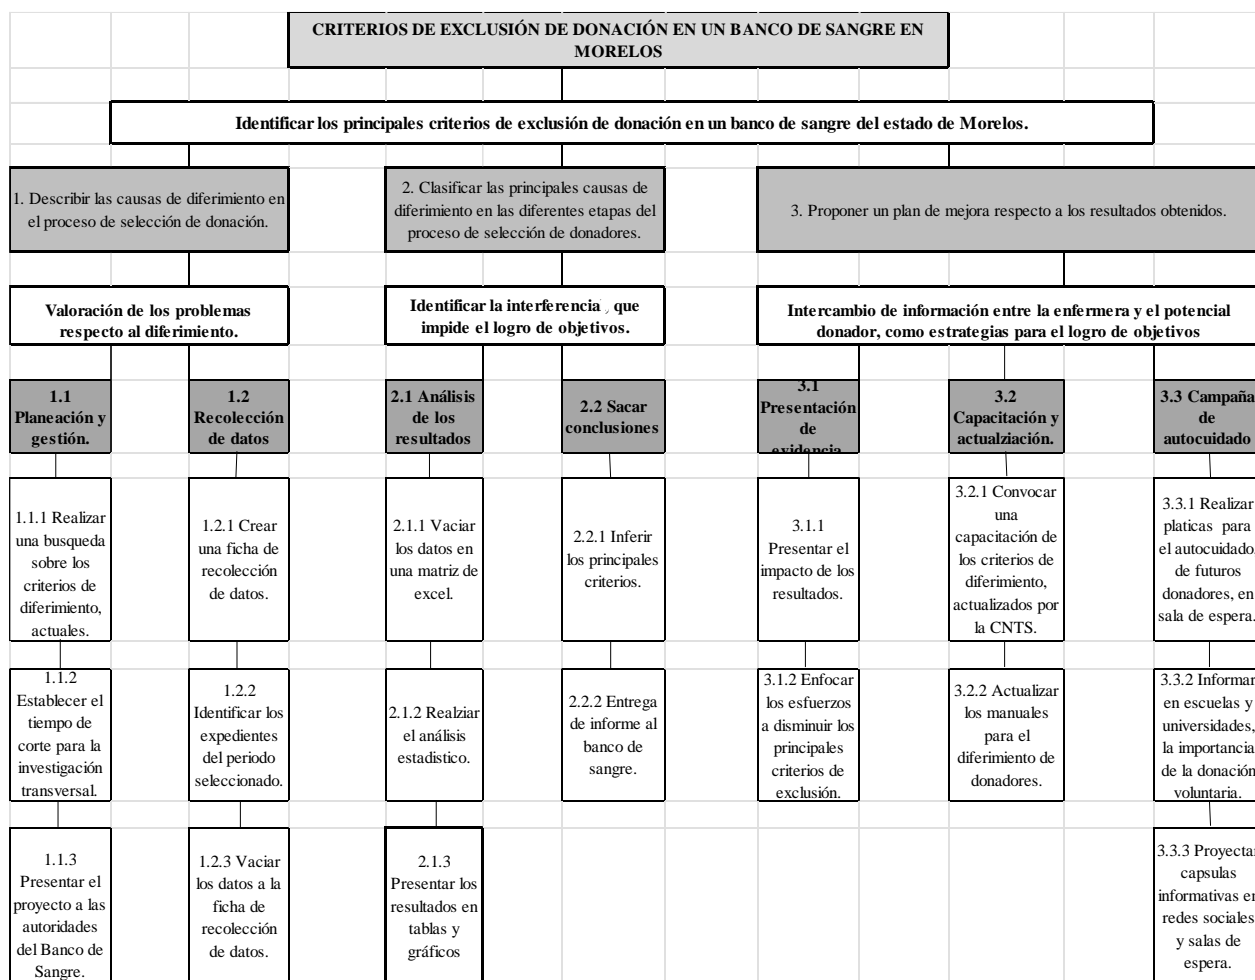 CRITERIOS DE EXCLUSIÓN DE DONACIÓN EN UN BANCO DE SANGRE EN
MORELOS
Identificar los principales criterios de exclusión de donación en un banco de sangre del estado de Morelos.
1. Describir las causas de diferimiento en
el proceso de selección de donación.
2. Clasificar las principales causas de
diferimiento en las diferentes etapas del
proceso de selección de donadores.
3. Proponer un plan de mejora respecto a los resultados obtenidos.
Valoración de los problemas
respecto al diferimiento.
Identificar la interferencia , que
impide el logro de objetivos.
Intercambio de información entre la enfermera y el potencial
donador, como estrategias para el logro de objetivos
1.1
Planeación y
gestión.
1.2
Recolección
de datos
2.1 Análisis
de los
resultados
2.2 Sacar
conclusiones
3.1
Presentación
de
evidencia.
3.2
Capacitación y
actualziación.
3.3 Campaña
de
autocuidado
1.1.1 Realizar
una busqueda
sobre los
criterios de
diferimiento,
actuales.
1.2.1 Crear
una ficha de
recolección
de datos.
2.1.1 Vaciar
los datos en
una matriz de
excel.
2.2.1 Inferir
los principales
criterios.
3.1.1
Presentar el
impacto de los
resultados.
3.2.1 Convocar
una
capacitación de
los criterios de
diferimiento,
actualizados por
la CNTS.
3.3.1 Realizar
platicas para
el autocuidado,
de futuros
donadores, en
sala de espera.
1.1.2
Establecer el
tiempo de
corte para la
investigación
transversal.
1.2.2
Identificar los
expedientes
del periodo
seleccionado.
2.1.2 Realziar
el análisis
estadistico.
2.2.2 Entrega
de informe al
banco de
sangre.
3.1.2 Enfocar
los esfuerzos
a disminuir los
principales
criterios de
exclusión.
3.2.2 Actualizar
los manuales
para el
diferimiento de
donadores.
3.3.2 Informar
en escuelas y
universidades,
la importancia
de la donación
voluntaria.
1.1.3
Presentar el
proyecto a las
autoridades
del Banco de
Sangre.
1.2.3 Vaciar
los datos a la
ficha de
recolección
de datos.
2.1.3
Presentar los
resultados en
tablas y
gráficos
3.3.3 Proyectar
capsulas
informativas en
redes sociales
y salas de
espera.